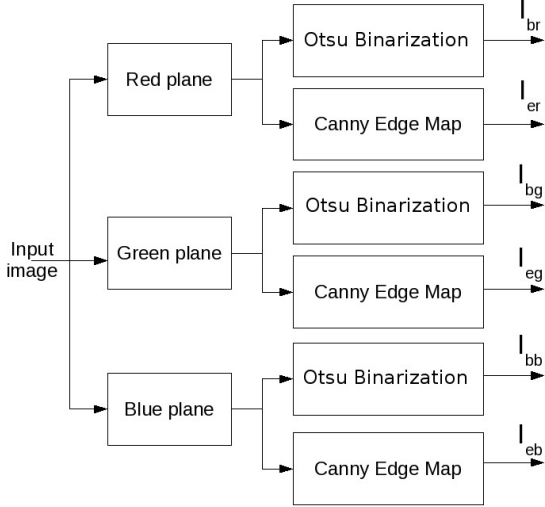 Input
image
Red plane
Otsu Binarization
I br
Canny Edge Map
I er
Green plane
Otsu Binarization
I bg
Canny Edge Map
I eg
Blue plane
Otsu Binarization
I bb
Canny Edge Map
I eb